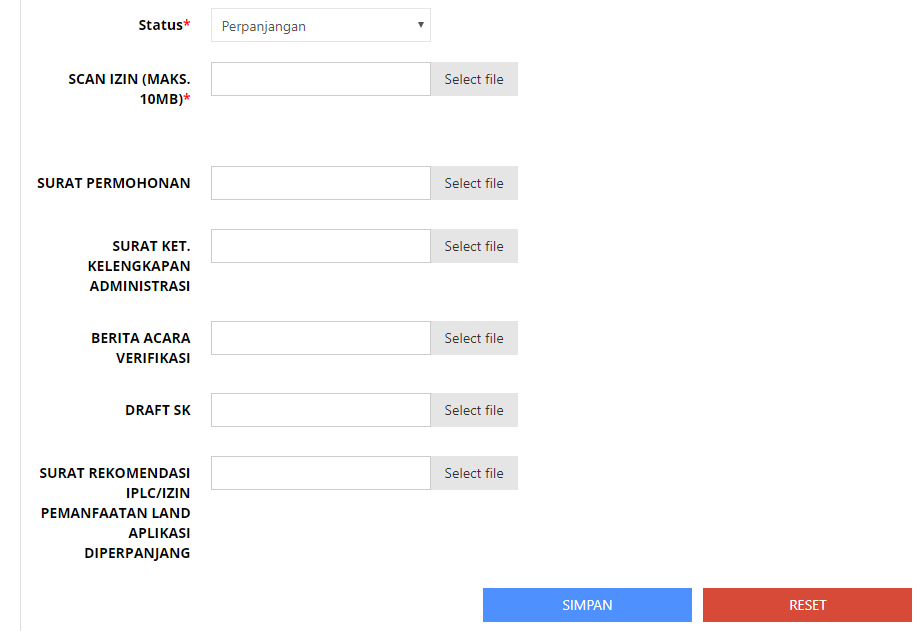 Status*
Perpanjangan
SCAN IZIN (MAKS.
10MB)*
Select file
SURAT PERMOHONAN
Select file
SURAT KET.
KELENGKAPAN
ADMINISTRASI
Select file
BERITA ACARA
VERIFIKASI
Select file
DRAFT SK
Select file
SURAT REKOMENDASI
IPLC/IZIN
PEMANFAATAN LAND
APLIKASI
DIPERPANJANG
Select file
SIMPAN
RESET